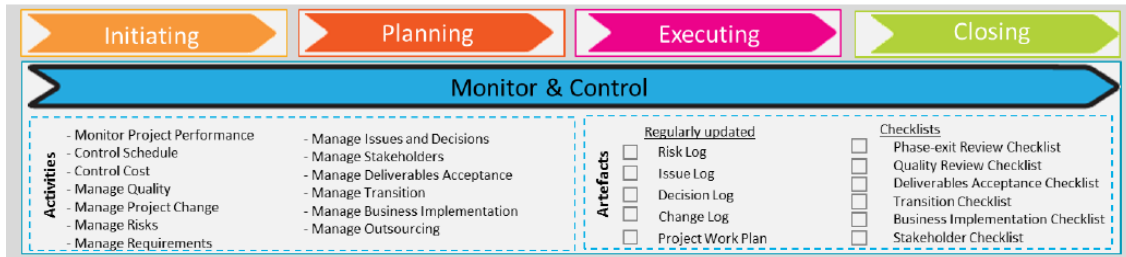 Initiating
Planning
Executing
Closing
Monitor & Control
Activities
- Monitor Project Performance
- Control Schedule
- Control Cost
- Manage Quality
- Manage Project Change
- Manage Risks
- Manage Requirements
- Manage Issues and Decisions
- Manage Stakeholders
- Manage Deliverables Acceptance
- Manage Transition
- Manage Business Implementation
- Manage Outsourcing
Artefacts
Regularly updated
Risk Log
Issue Log
Decision Log
Change Log
Project Work Plan
Checklists
Phase-exit Review Checklist
Quality Review Checklist
Deliverables Acceptance Checklist
Transition Checklist
Business Implementation Checklist
Stakeholder Checklist